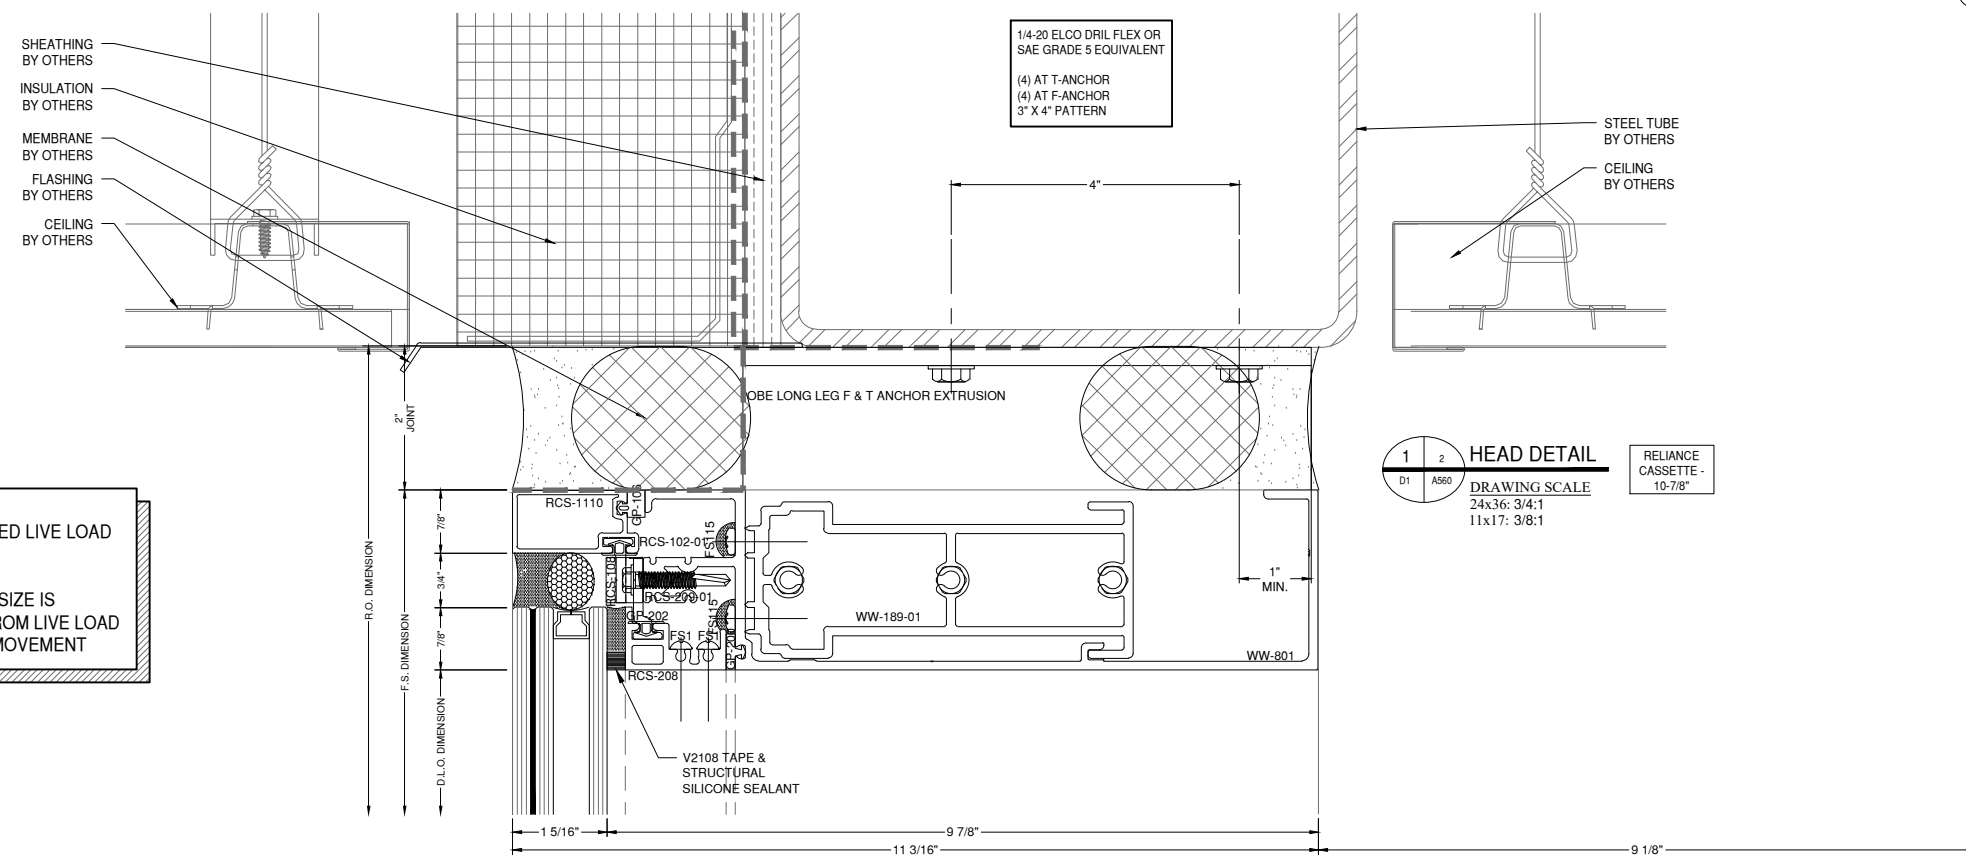 SHEATHING
BY OTHERS
INSULATION
BY OTHERS
MEMBRANE
BY OTHERS
FLASHING
BY OTHERS
CEILING
BY OTHERS
1/4-20 ELCO DRIL FLEX OR
SAE GRADE 5 EQUIVALENT
(4) AT T-ANCHOR
(4) AT F-ANCHOR
3" X 4" PATTERN
STEEL TUBE
BY OTHERS
CEILING
BY OTHERS
4"
OBE LONG LEG F & T ANCHOR EXTRUSION
2"
JOINT
1
2
D1
A560
HEAD DETAIL
DRAWING SCALE
24x36: 3/4:1
11x17: 3/8:1
RELIANCE
CASSETTE -
10-7/8"
ED LIVE LOAD
SIZE IS
ROM LIVE LOAD
MOVEMENT
R.O. DIMENSION
F.S. DIMENSION
D.L.O. DIMENSION
7/8"
3/4"
7/8"
RCS-1110
RCS-102-01
FS115
RCS-108
RCS-209-01
GP-202
FS115
FS1
FS1
RCS-208
WW-189-01
WW-801
1"
MIN.
V2108 TAPE &
STRUCTURAL
SILICONE SEALANT
1 5/16"
9 7/8"
11 3/16"
9 1/8"